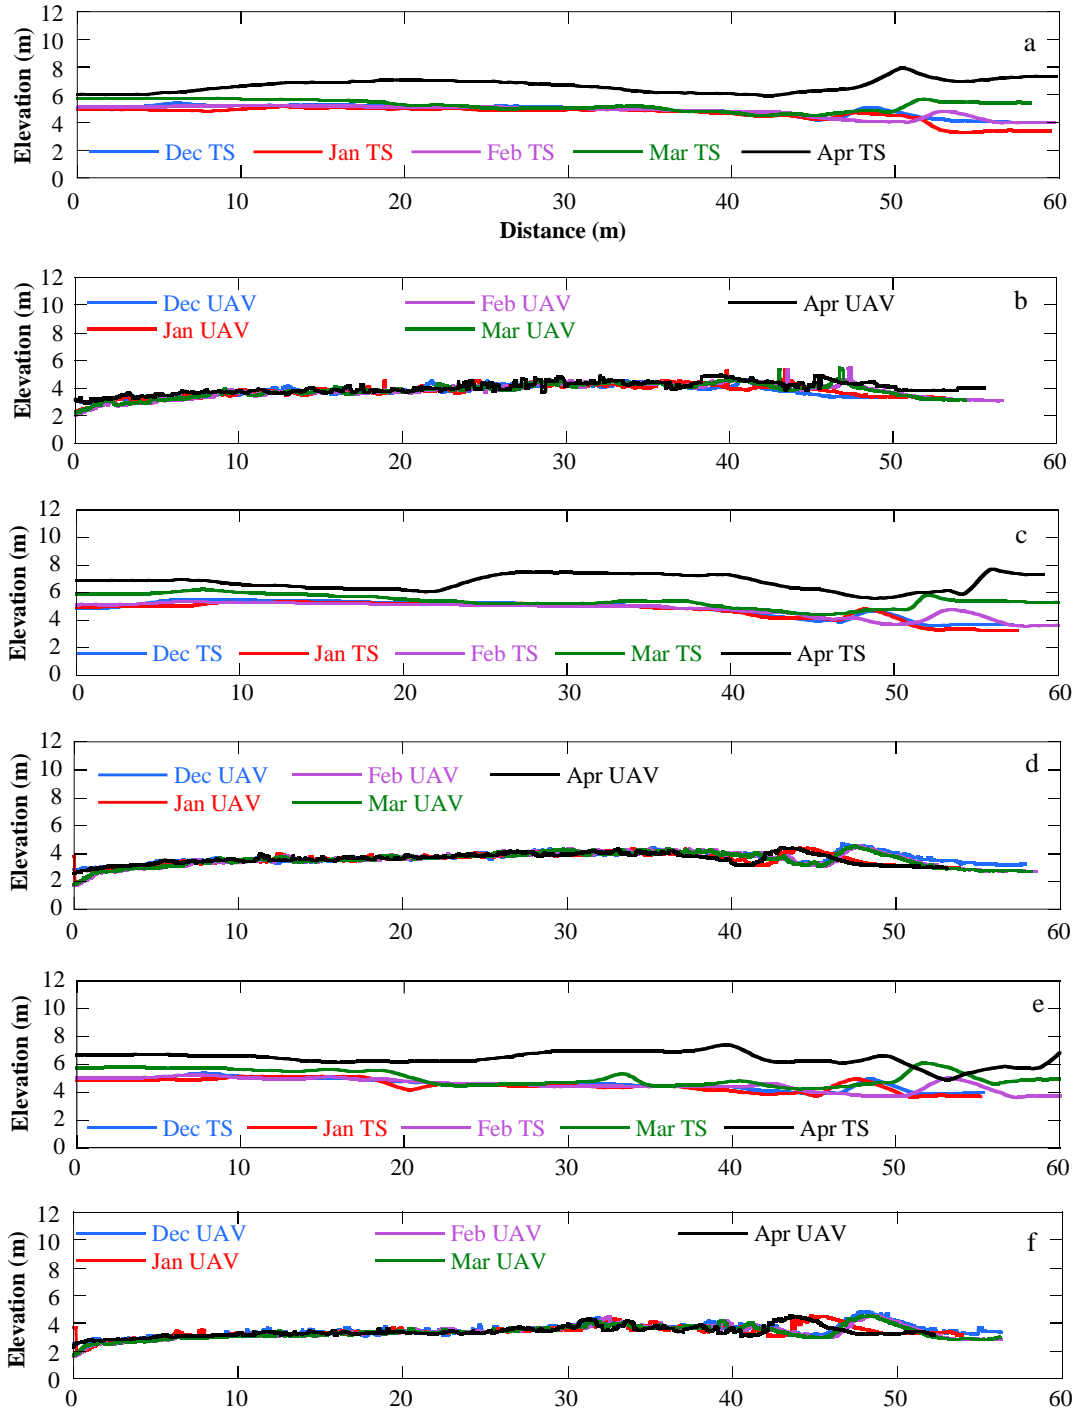 12
10
8
6
4
2
0
Elevation (m)
a
Dec TS Jan TS Feb TS Mar TS Apr TS
0 10 20 30 40 50 60
Distance (m)
12
10
8
6
4
2
0
Elevation (m)
b
Dec UAV Feb UAV Apr UAV
Jan UAV Mar UAV
0 10 20 30 40 50 60
12
10
8
6
4
2
0
Elevation (m)
c
Dec TS Jan TS Feb TS Mar TS Apr TS
0 10 20 30 40 50 60
12
10
8
6
4
2
0
Elevation (m)
d
Dec UAV Feb UAV Apr UAV
Jan UAV Mar UAV
0 10 20 30 40 50 60
12
10
8
6
4
2
0
Elevation (m)
e
Dec TS Jan TS Feb TS Mar TS Apr TS
0 10 20 30 40 50 60
12
10
8
6
4
2
0
Elevation (m)
f
Dec UAV Feb UAV Apr UAV
Jan UAV Mar UAV
0 10 20 30 40 50 60